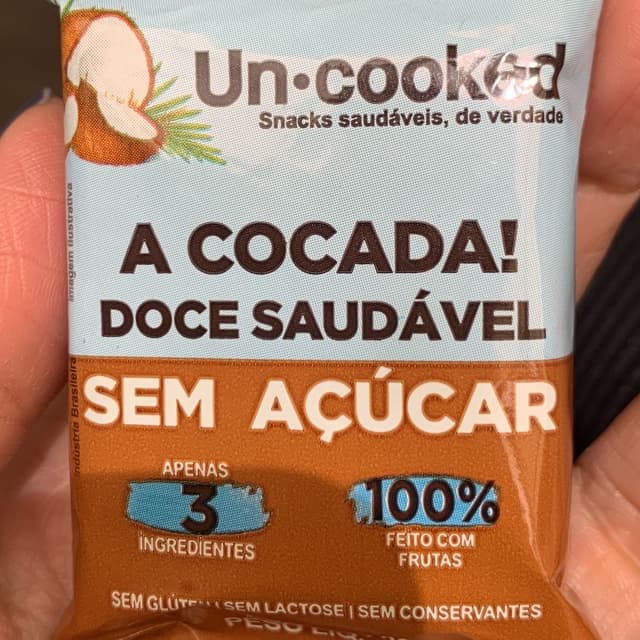 Un·cooked
Snacks saudáveis, de verdade
Imagem ilustrativa
A COCADA!
DOCE SAUDÁVEL
Indústria Brasileira
SEM AÇÚCAR
APENAS
3
INGREDIENTES
100%
FEITO COM
FRUTAS
SEM GLÚTEN | SEM LACTOSE | SEM CONSERVANTES
PESO